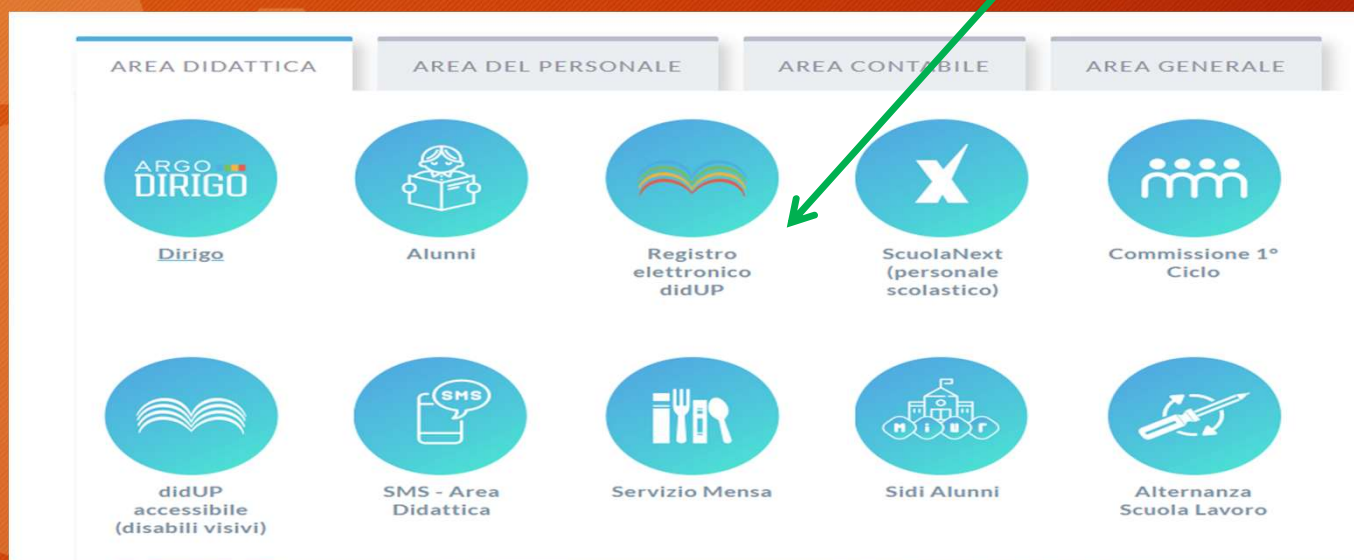 AREA DIDATTICA
AREA DEL PERSONALE
AREA CONTABILE
AREA GENERALE
ARGO
DIRIGO
Dirigo
Alunni
Registro
elettronico
didUP
ScuolaNext
(personale
scolastico)
Commissione 1°
Ciclo
SMS
MIUR
didUP
accessibile
(disabili visivi)
SMS - Area
Didattica
Servizio Mensa
Sidi Alunni
Alternanza
Scuola Lavoro